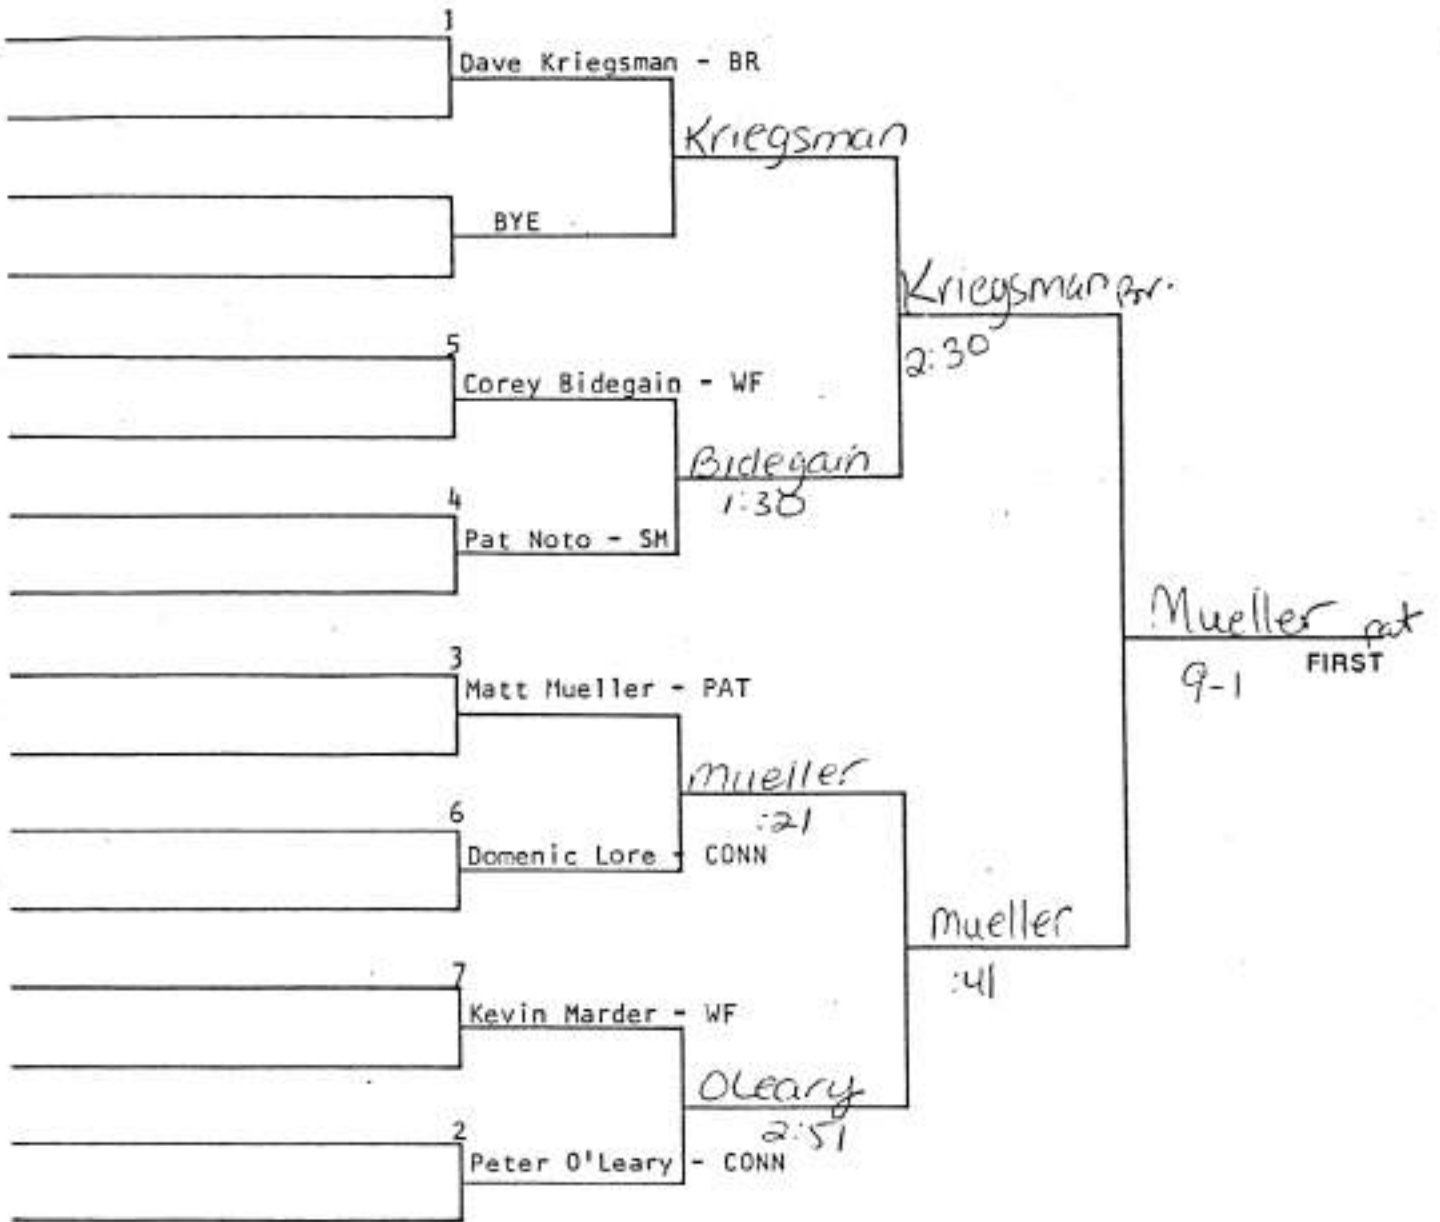 1
Dave Kriegsman - BR
Kriegsman
BYE
Kriegsman Br.
2:30
5
Corey Bidegain - WF
Bidegain
1:30
4
Pat Noto - SM
Mueller pat
FIRST
9-1
3
Matt Mueller - PAT
Mueller
:21
6
Domenic Lore - CONN
Mueller
:41
7
Kevin Marder - WF
OLeary
2:51
2
Peter O'Leary - CONN